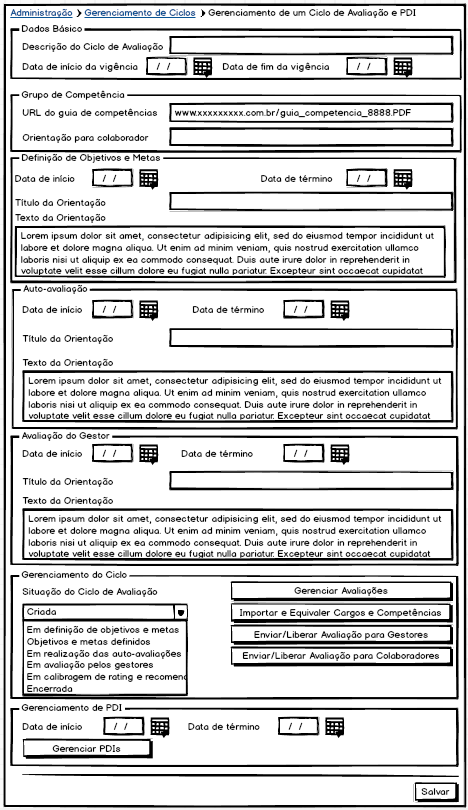 Administração > Gerenciamento de Ciclos > Gerenciamento de um Ciclo de Avaliação e PDI
Dados Básico
Descrição do Ciclo de Avaliação
Data de início da vigência / / Data de fim da vigência / /
Grupo de Competência
URL do guia de competências www.xxxxxxxxx.com.br/guia_competencia_8888.PDF
Orientação para colaborador
Definição de Objetivos e Metas
Data de início / / Data de término / /
Título da Orientação
Texto da Orientação
Lorem ipsum dolor sit amet, consectetur adipisicing elit, sed do eiusmod tempor incididunt ut
labore et dolore magna aliqua. Ut enim ad minim veniam, quis nostrud exercitation ullamco
laboris nisi ut aliquip ex ea commodo consequat. Duis aute irure dolor in reprehenderit in
voluptate velit esse cillum dolore eu fugiat nulla pariatur. Excepteur sint occaecat cupidatat
Auto-avaliação
Data de início / / Data de término / /
Título da Orientação
Texto da Orientação
Lorem ipsum dolor sit amet, consectetur adipisicing elit, sed do eiusmod tempor incididunt ut
labore et dolore magna aliqua. Ut enim ad minim veniam, quis nostrud exercitation ullamco
laboris nisi ut aliquip ex ea commodo consequat. Duis aute irure dolor in reprehenderit in
voluptate velit esse cillum dolore eu fugiat nulla pariatur. Excepteur sint occaecat cupidatat
Avaliação do Gestor
Data de início / / Data de término / /
Título da Orientação
Texto da Orientação
Lorem ipsum dolor sit amet, consectetur adipisicing elit, sed do eiusmod tempor incididunt ut
labore et dolore magna aliqua. Ut enim ad minim veniam, quis nostrud exercitation ullamco
laboris nisi ut aliquip ex ea commodo consequat. Duis aute irure dolor in reprehenderit in
voluptate velit esse cillum dolore eu fugiat nulla pariatur. Excepteur sint occaecat cupidatat
Gerenciamento do Ciclo
Situação do Ciclo de Avaliação
Criada
Em definição de objetivos e metas
Objetivos e metas definidos
Em realização das auto-avaliações
Em avaliação pelos gestores
Em calibragem de rating e recomend
Encerrada
Gerenciar Avaliações
Importar e Equivaler Cargos e Competências
Enviar/Liberar Avaliação para Gestores
Enviar/Liberar Avaliação para Colaboradores
Gerenciamento de PDI
Data de início / / Data de término / /
Gerenciar PDIs
Salvar